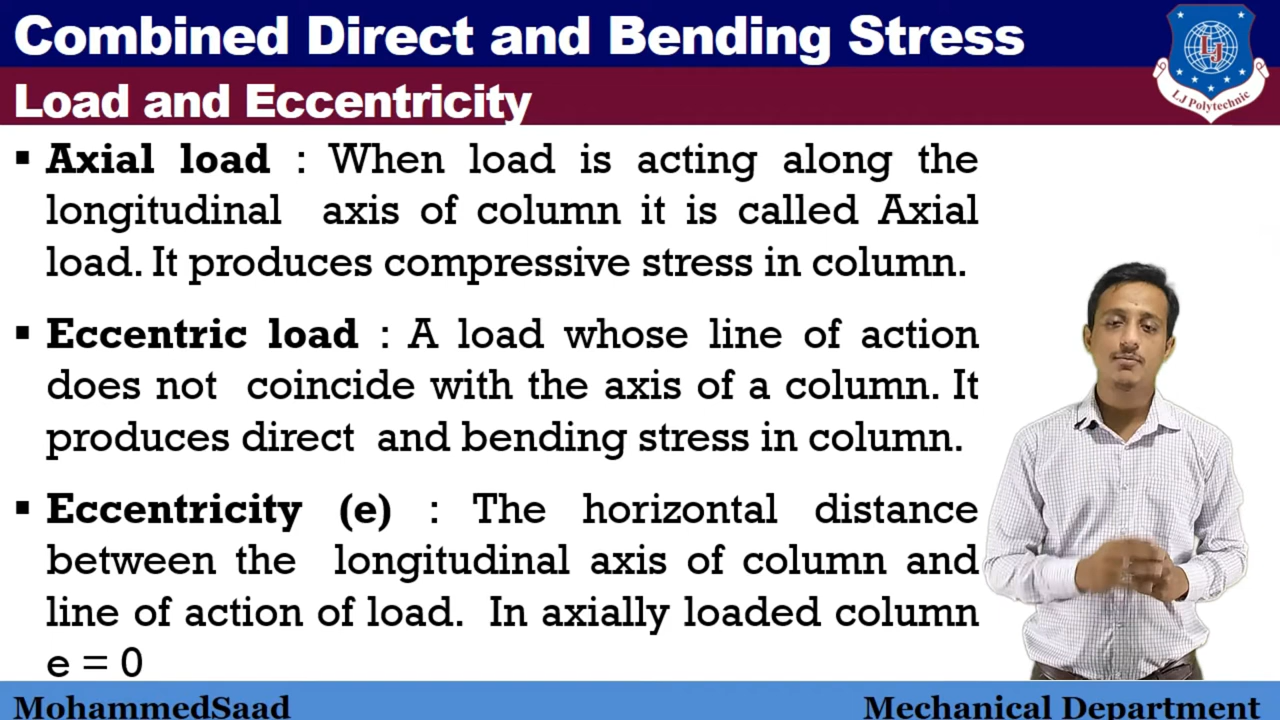 Combined Direct and Bending Stress
Load and Eccentricity
LJ
L.J Polytechnic
▪ Axial load : When load is acting along the
longitudinal axis of column it is called Axial
load. It produces compressive stress in column.
▪ Eccentric load : A load whose line of action
does not coincide with the axis of a column. It
produces direct and bending stress in column.
▪ Eccentricity (e) : The horizontal distance
between the longitudinal axis of column and
line of action of load. In axially loaded column
e = 0
MohammedSaad
Mechanical Department